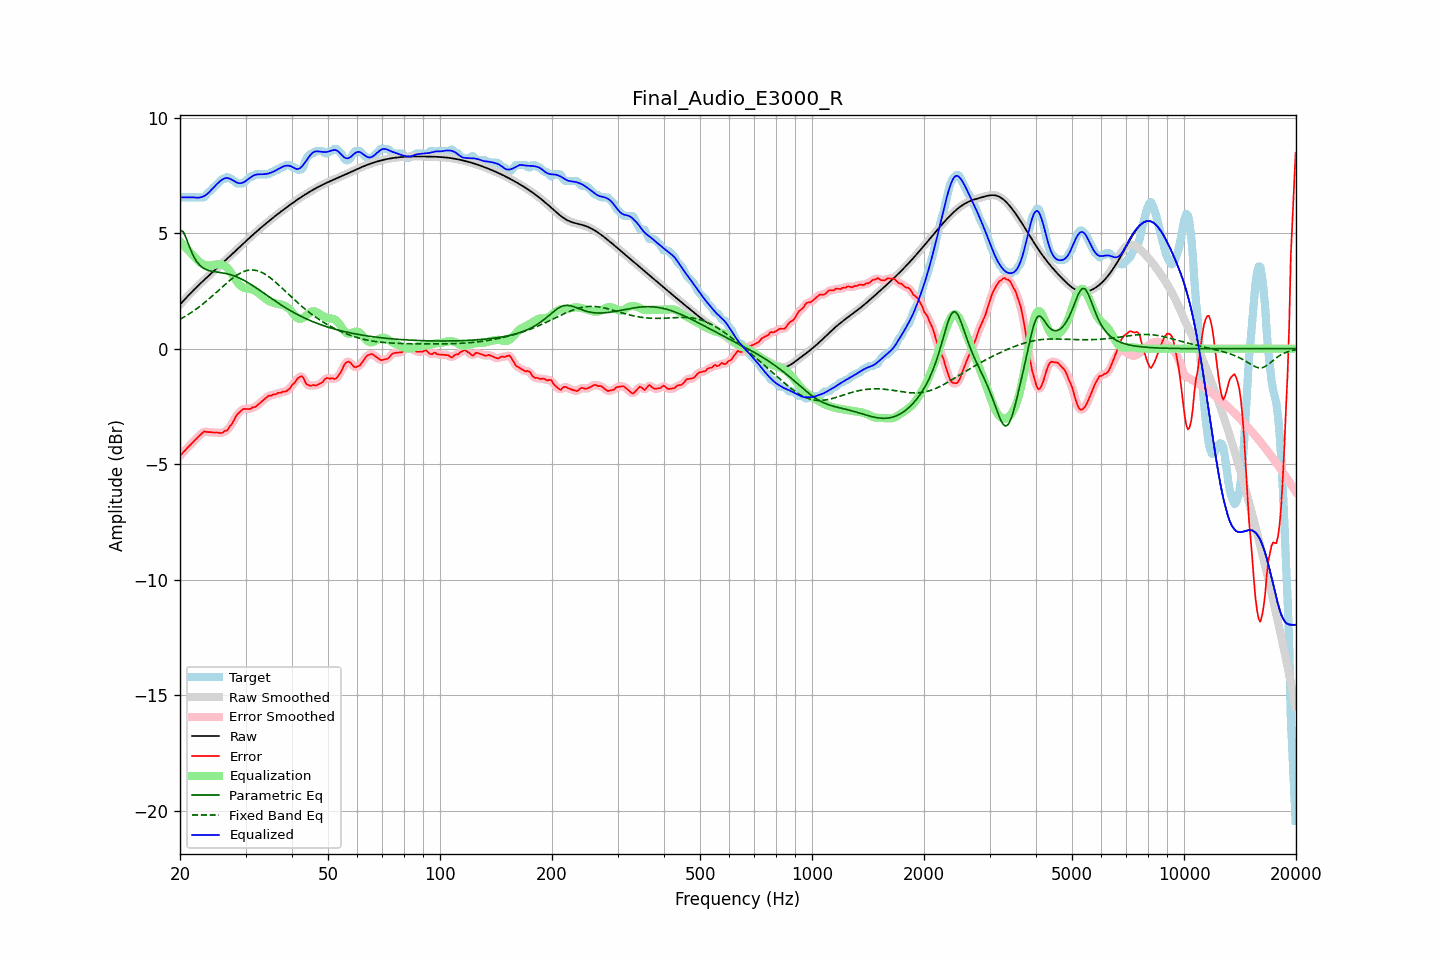 Final_Audio_E3000_R
10
5
0
−5
−10
−15
−20
Amplitude (dBr)
Target
Raw Smoothed
Error Smoothed
Raw
Error
Equalization
Parametric Eq
Fixed Band Eq
Equalized
20 50 100 200 500 1000 2000 5000 10000 20000
Frequency (Hz)